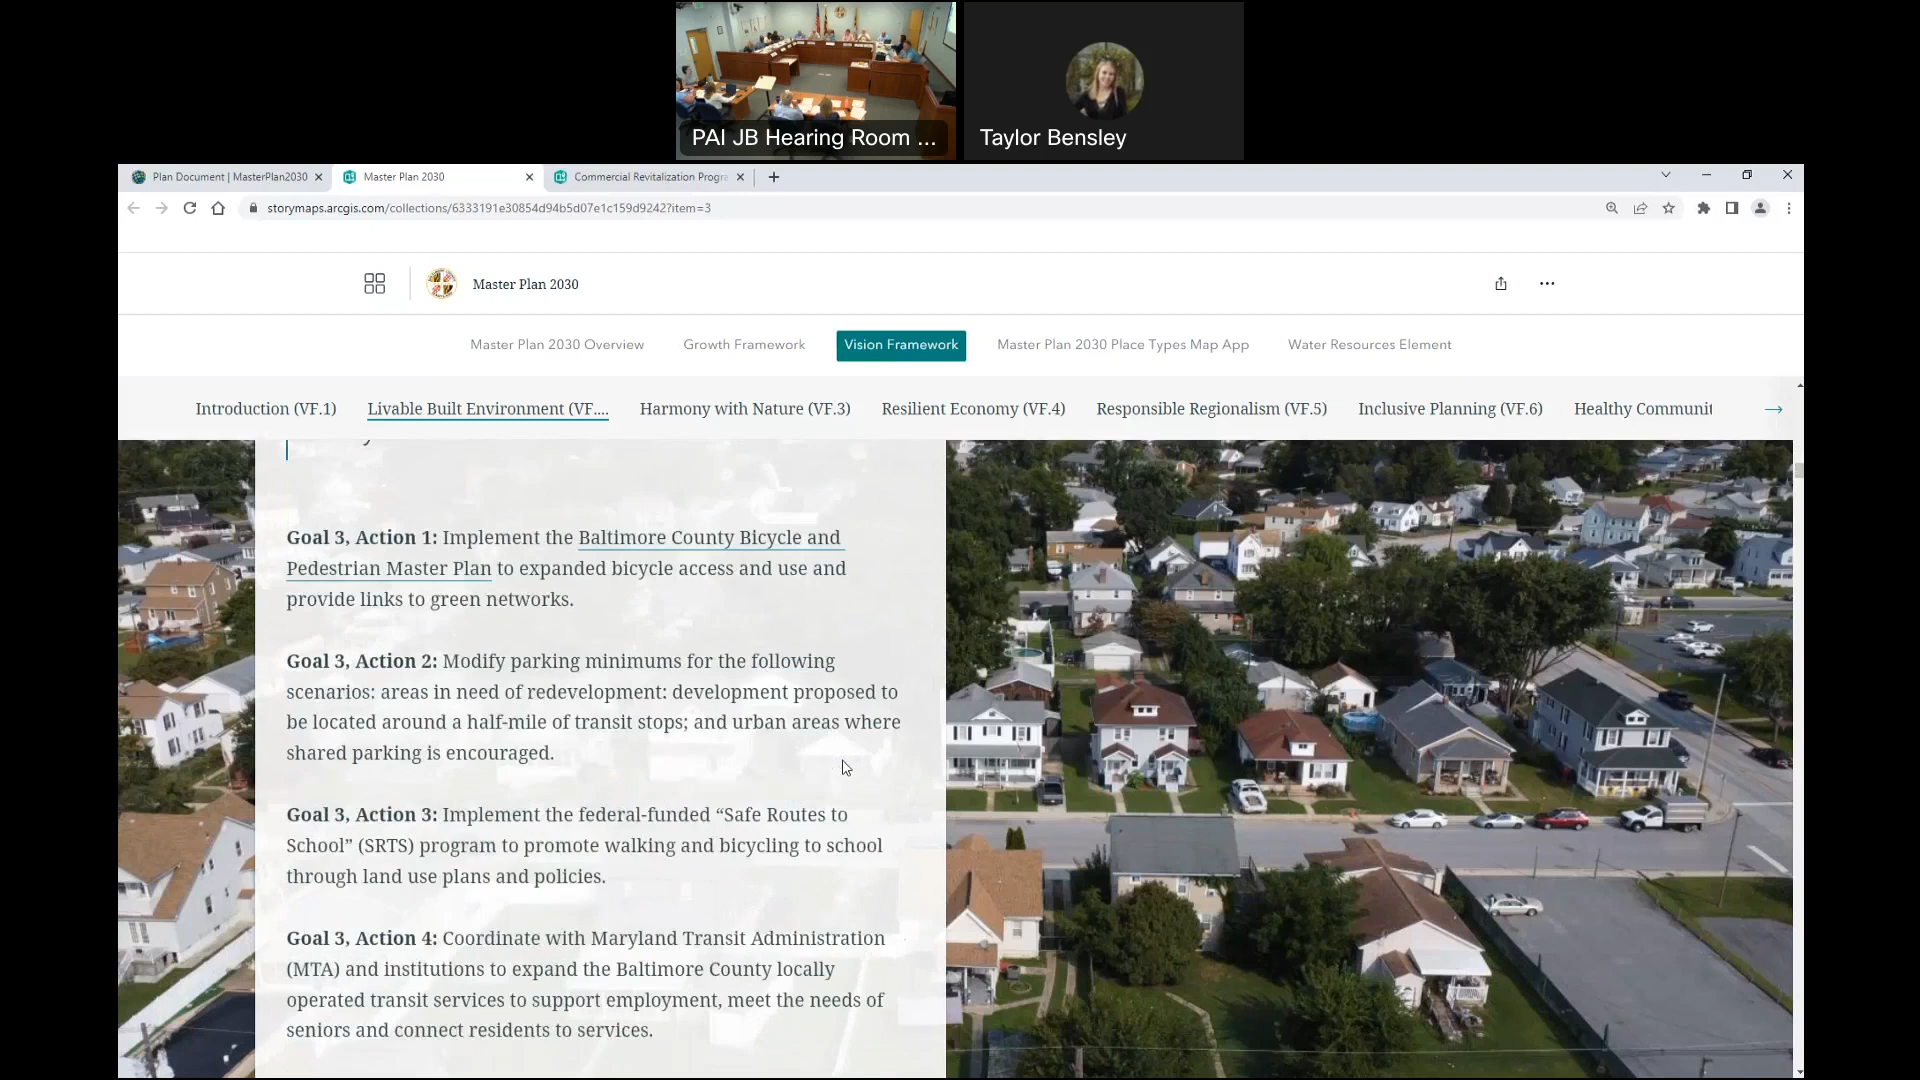 PAI JB Hearing Room ...
Taylor Bensley
Plan Document | MasterPlan2030
Master Plan 2030
Commercial Revitalization Progra
storymaps.arcgis.com/collections/6333191e30854d94b5d07e1c159d9242?item=3
Master Plan 2030
Master Plan 2030 Overview
Growth Framework
Vision Framework
Master Plan 2030 Place Types Map App
Water Resources Element
Introduction (VF.1)
Livable Built Environment (VF....
Harmony with Nature (VF.3)
Resilient Economy (VF.4)
Responsible Regionalism (VF.5)
Inclusive Planning (VF.6)
Healthy Communit
Goal 3, Action 1: Implement the Baltimore County Bicycle and
Pedestrian Master Plan to expanded bicycle access and use and
provide links to green networks.
Goal 3, Action 2: Modify parking minimums for the following
scenarios: areas in need of redevelopment: development proposed to
be located around a half-mile of transit stops; and urban areas where
shared parking is encouraged.
Goal 3, Action 3: Implement the federal-funded “Safe Routes to
School” (SRTS) program to promote walking and bicycling to school
through land use plans and policies.
Goal 3, Action 4: Coordinate with Maryland Transit Administration
(MTA) and institutions to expand the Baltimore County locally
operated transit services to support employment, meet the needs of
seniors and connect residents to services.